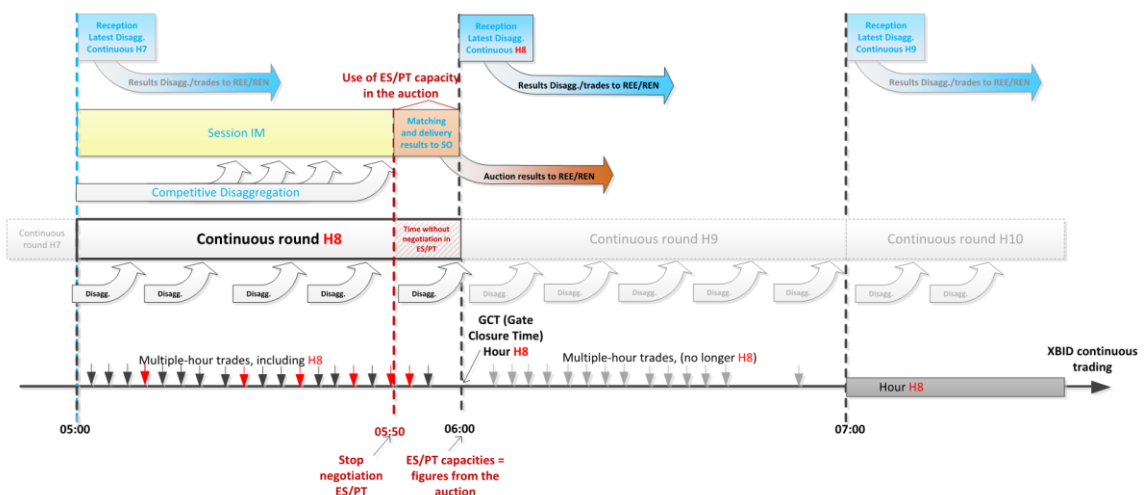 Reception
Latest Disagg.
Continuous H7
Results Disagg./trades to REE/REN
Use of ES/PT capacity
in the auction
Reception
Latest Disagg.
Continuous H8
Results Disagg./trades to REE/REN
Reception
Latest Disagg.
Continuous H9
Results Disagg./trades to REE/REN
Session IM
Matching
and delivery
results to SO
Auction results to REE/REN
Competitive Disaggregation
Continuous
round H7
Continuous round H8
Time without
negotiation in
ES/PT
Continuous round H9
Continuous round H10
Disagg.
Disagg.
Disagg.
Disagg.
Disagg.
Disagg.
Disagg.
Disagg.
Disagg.
Disagg.
Disagg.
Disagg.
GCT (Gate
Closure Time)
Hour H8
Multiple-hour trades, including H8
Multiple-hour trades, (no longer H8)
XBID continuous
trading
Hour H8
05:00
05:50
06:00
07:00
Stop
negotiation
ES/PT
ES/PT capacities =
figures from the
auction